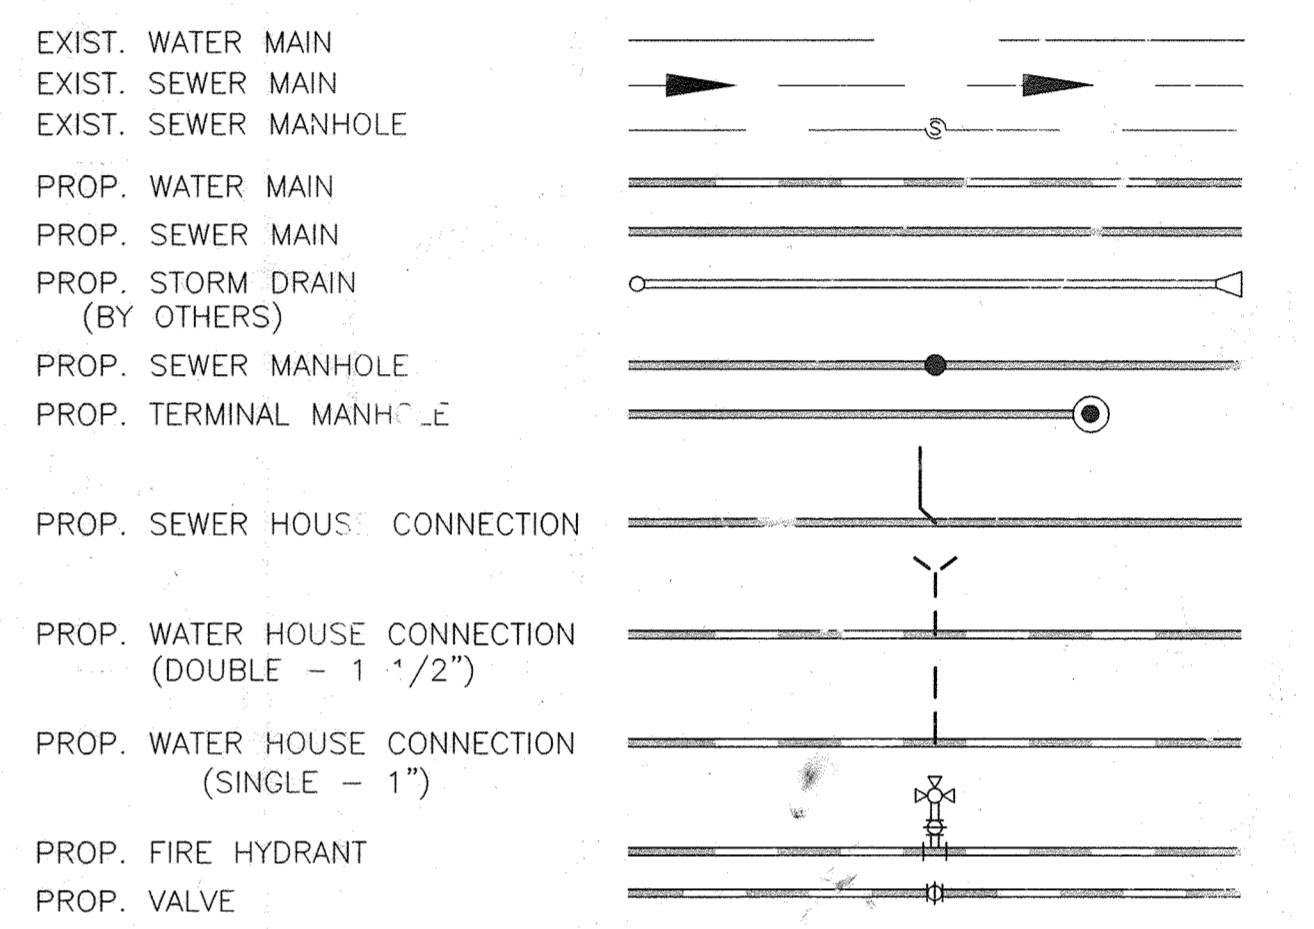 EXIST. WATER MAIN
EXIST. SEWER MAIN
EXIST. SEWER MANHOLE
S
PROP. WATER MAIN
PROP. SEWER MAIN
PROP. STORM DRAIN
(BY OTHERS)
PROP. SEWER MANHOLE
PROP. TERMINAL MANHOLE
PROP. SEWER HOUSE CONNECTION
PROP. WATER HOUSE CONNECTION
(DOUBLE - 1 1/2")
PROP. WATER HOUSE CONNECTION
(SINGLE - 1")
PROP. FIRE HYDRANT
PROP. VALVE